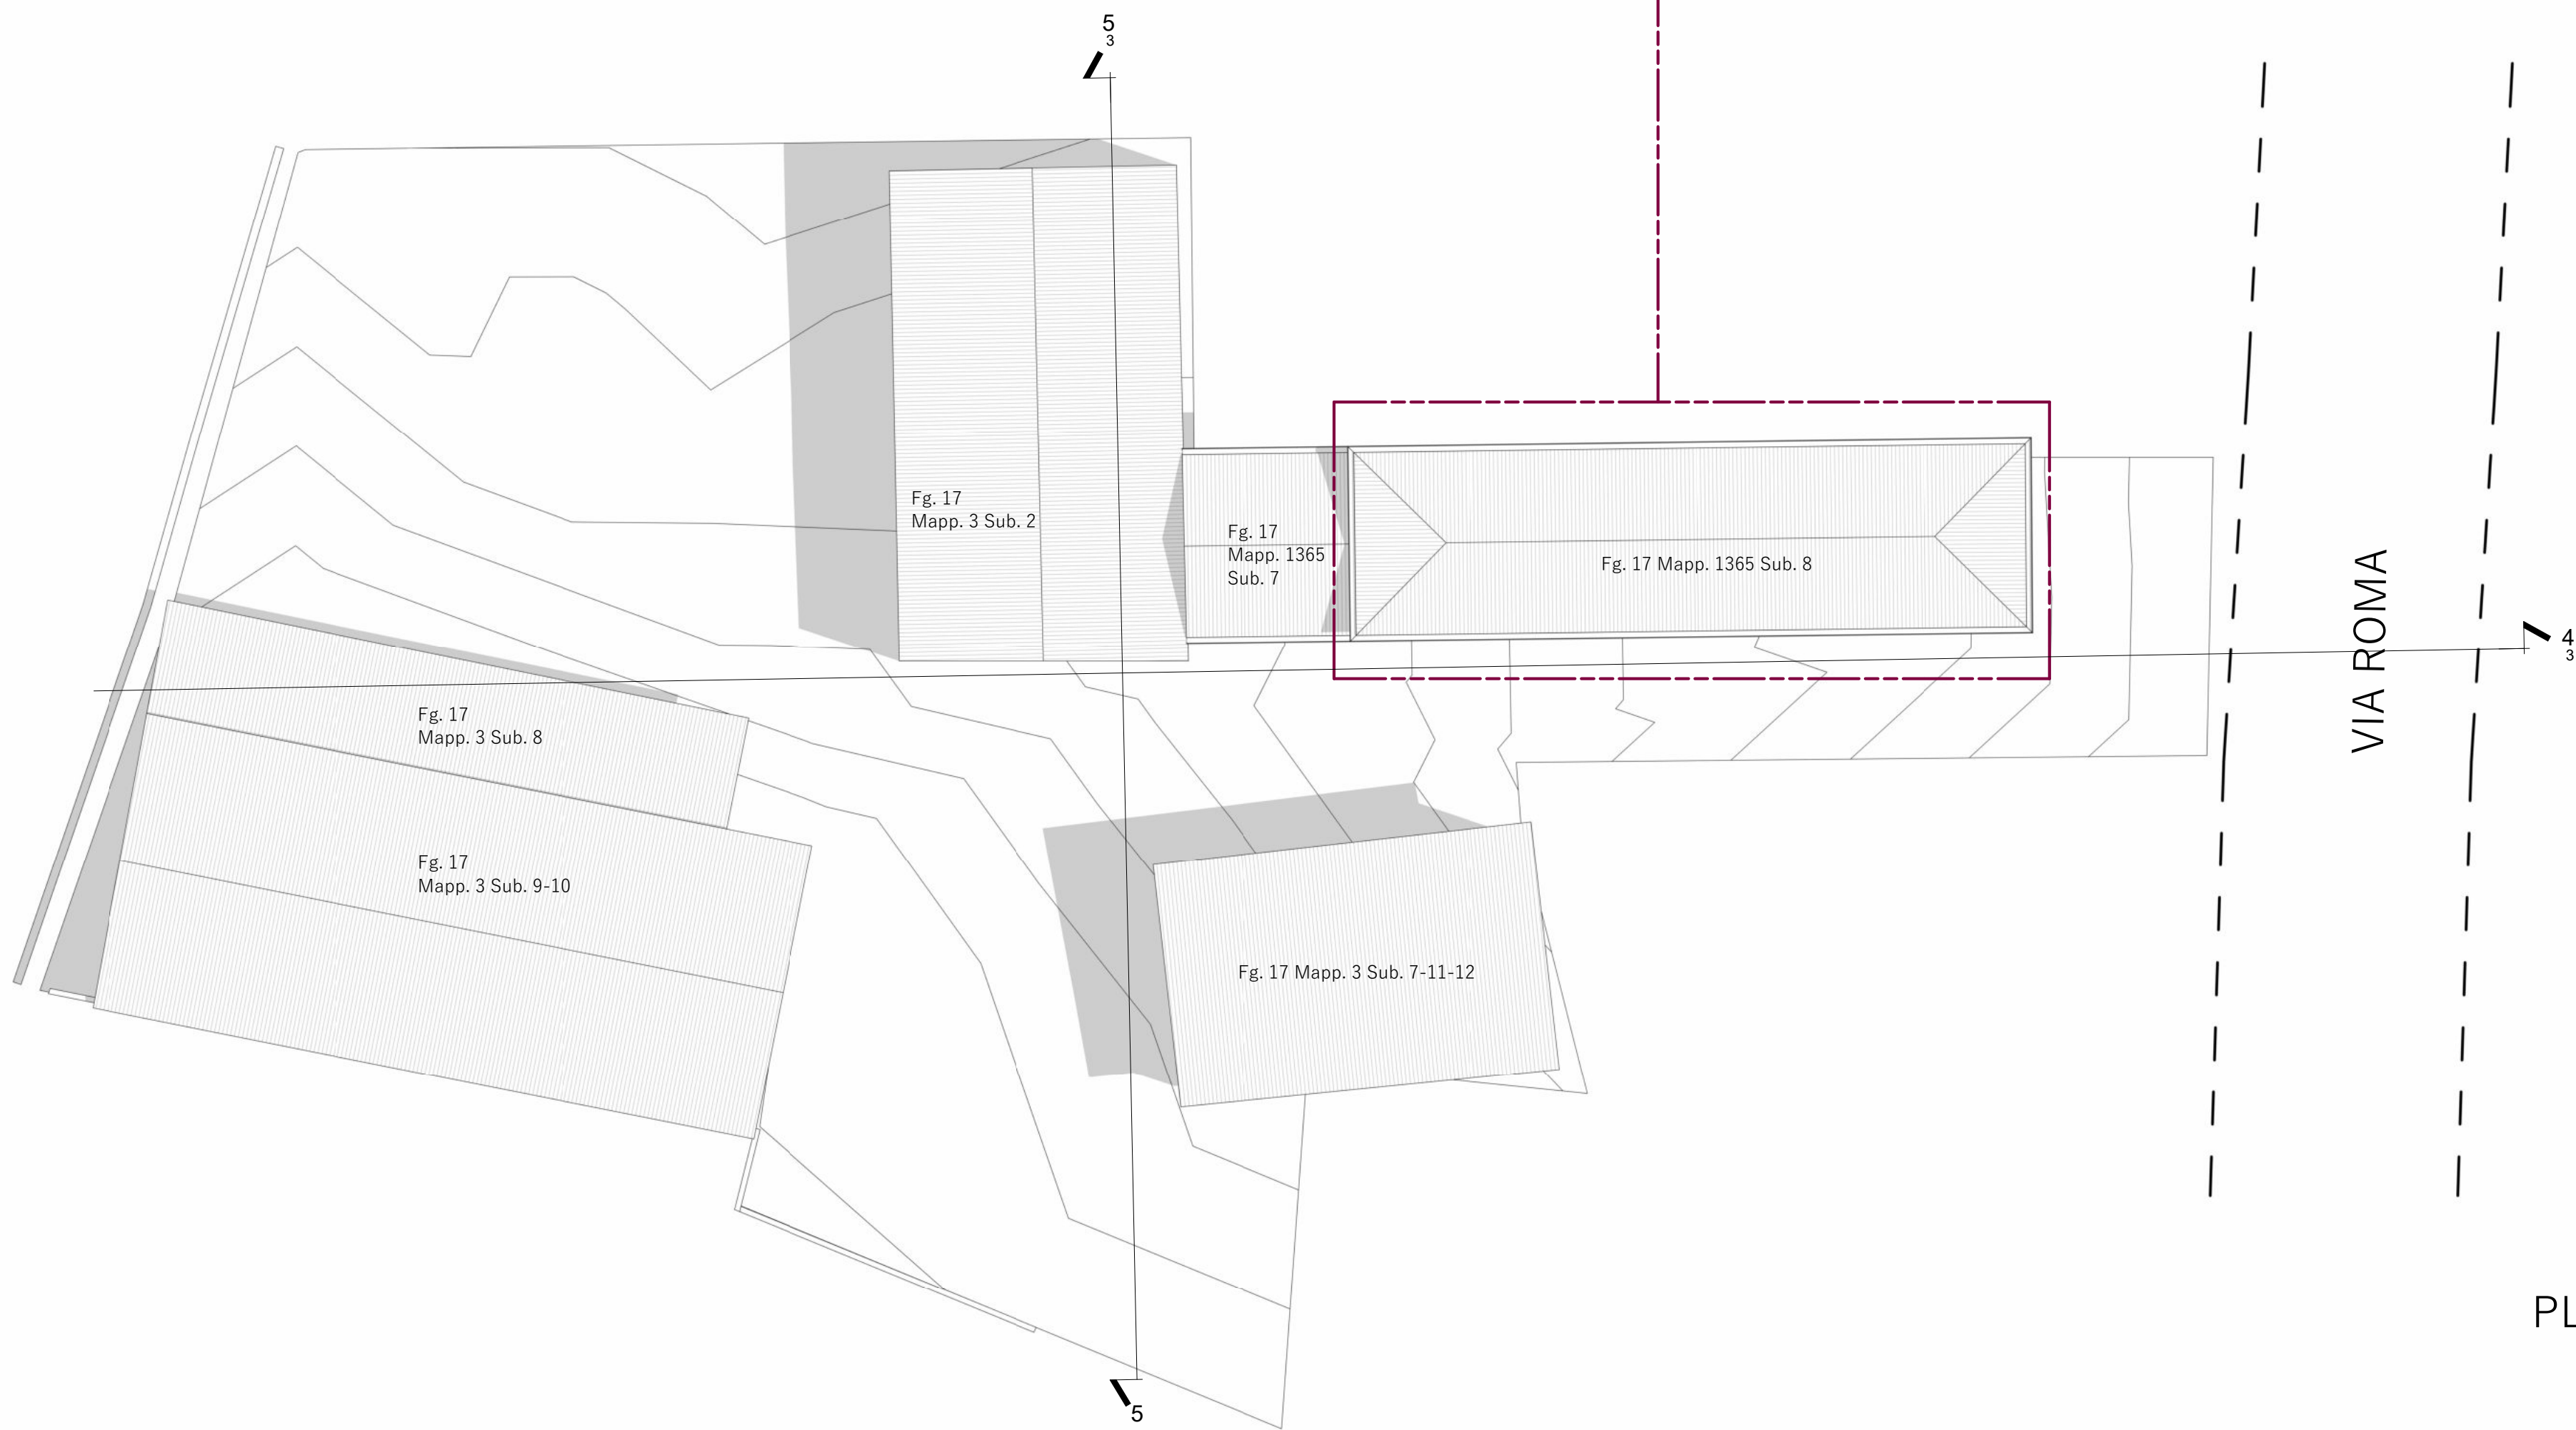 5
3
Fg. 17
Mapp. 3 Sub. 2
Fg. 17
Mapp. 1365
Sub. 7
Fg. 17 Mapp. 1365 Sub. 8
VIA ROMA
4
3
Fg. 17
Mapp. 3 Sub. 8
Fg. 17
Mapp. 3 Sub. 9-10
Fg. 17 Mapp. 3 Sub. 7-11-12
PL
5